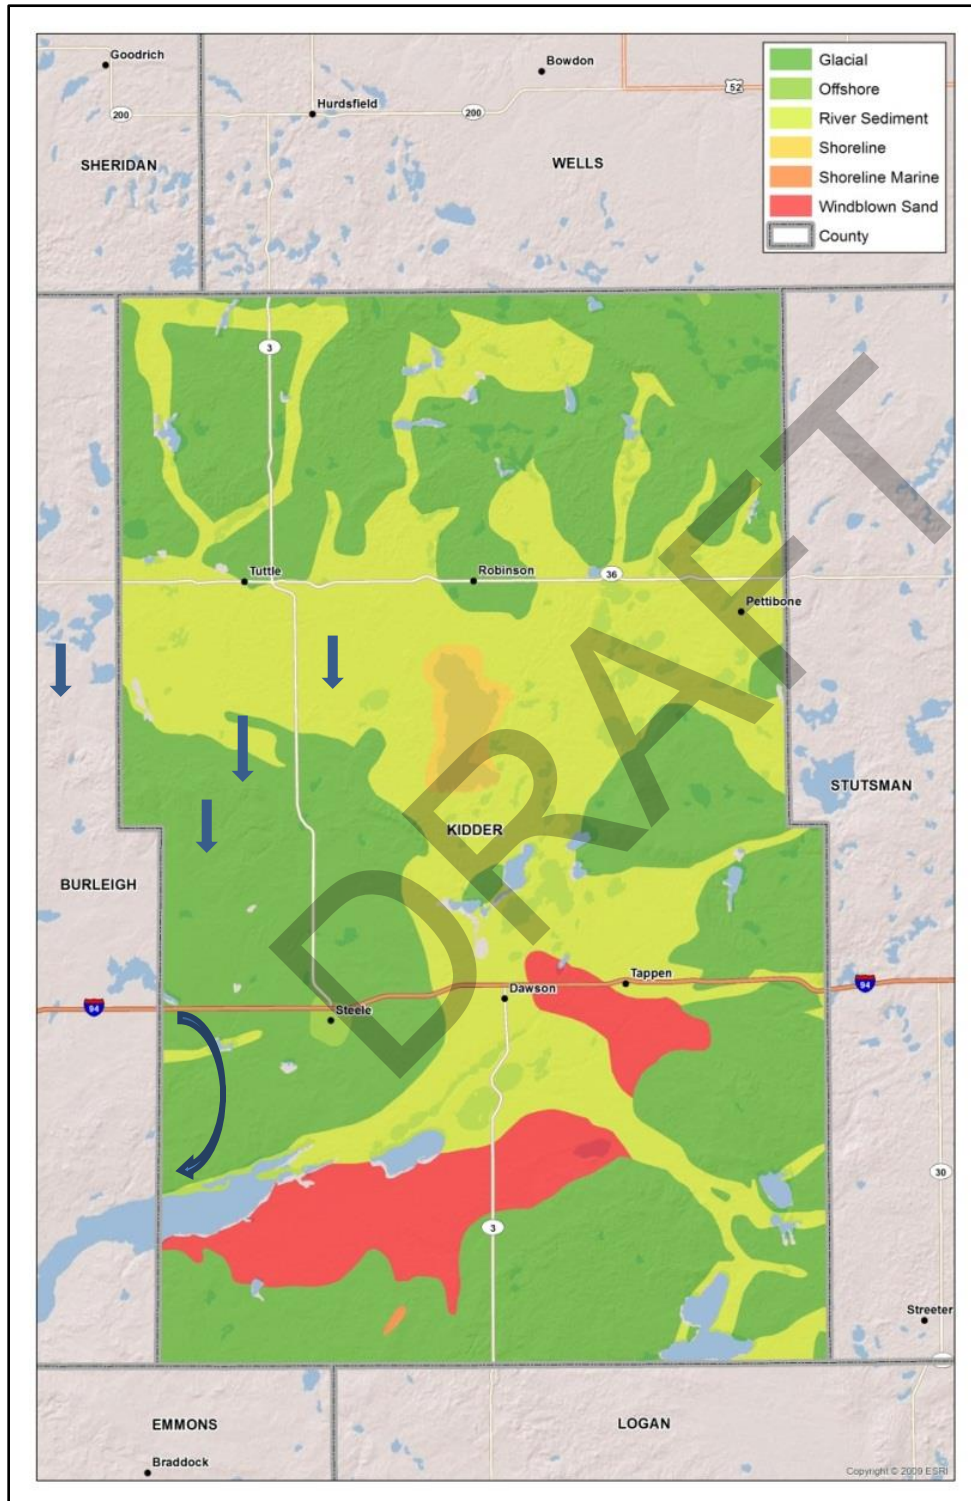 Goodrich
Bowdon
52
Hurdsfield
200
200
SHERIDAN
WELLS
Glacial
Offshore
River Sediment
Shoreline
Shoreline Marine
Windblown Sand
County
3
Tuttle
Robinson
36
Pettibone
DRAFT
STUTSMAN
KIDDER
BURLEIGH
Tappen
94
Dawson
94
Steele
30
3
Streeter
EMMONS
LOGAN
Braddock
Copyright © 2009 ESRI